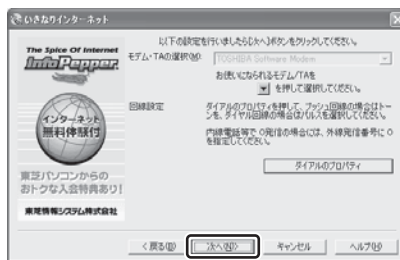 いきなりインターネット
The Spice Of Internet
InfoPepper
インターネット
無料体験付
東芝パソコンからの
おトクな入会特典あり!
東芝情報システム株式会社
以下の設定を行いましたら[次へ]ボタンをクリックしてください。
モデム・TAの選択(M)
TOSHIBA Software Modem
お使いになられるモデム/TAを
を押して選択してください。
回線設定
ダイアルのプロパティを押して、プッシュ回線の場合はトー
ンを、ダイヤル回線の場合はパルスを選択してください。
内線電話等で 0発信の場合には、外線発信番号に 0
を指定してください。
ダイアルのプロパティ
< 戻る(B)
次へ(N)>
キャンセル
ヘルプ(H)